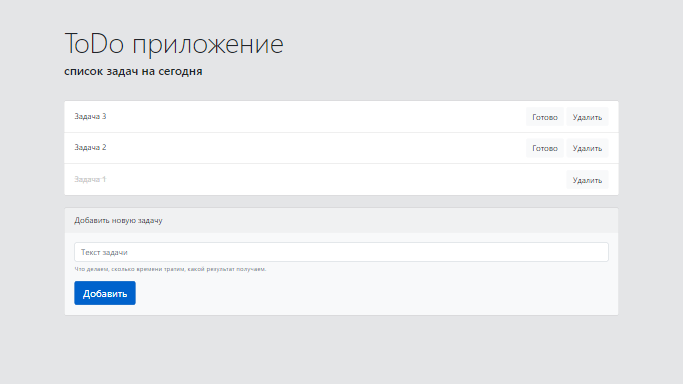 ToDo приложение
список задач на сегодня
Задача 3 Готово Удалить
Задача 2 Готово Удалить
Задача 1 Удалить
Добавить новую задачу
Текст задачи
Что делаем, сколько времени тратим, какой результат получаем.
Добавить